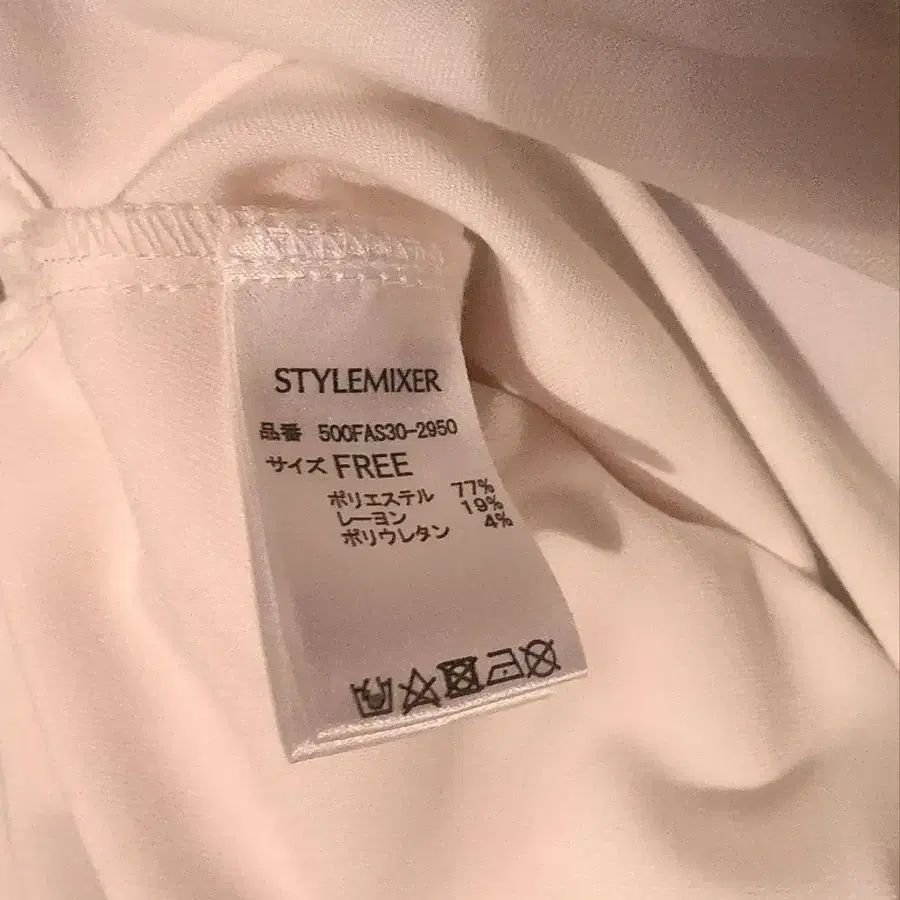 STYLEMIXER
品番 500FAS30-2950
サイズ FREE
ポリエステル 77%
レーヨン 19%
ポリウレタン 4%